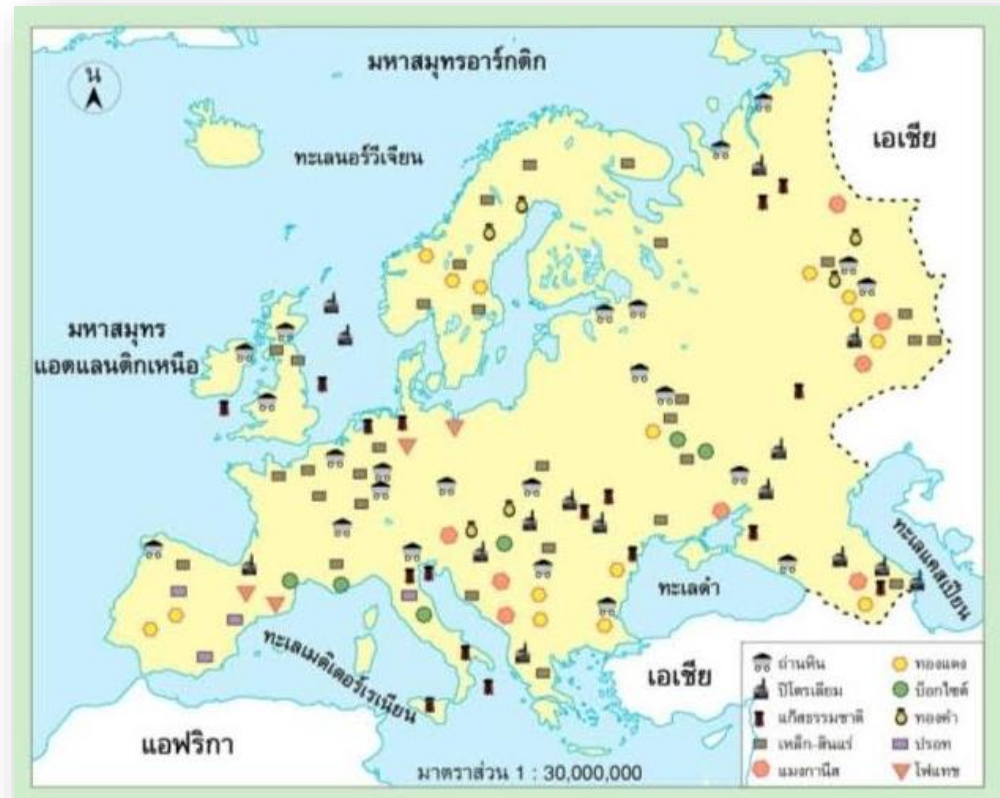 มหาสมุทรอาร์กติก
น
เอเชีย
ทะเลนอร์วีเจียน
มหาสมุทร
แอตแลนติกเหนือ
ทะเลแคสเปียน
ทะเลดำ
ทะเลเมดิเตอร์เรเนียน
เอเชีย
แอฟริกา
มาตราส่วน 1 : 30,000,000
ถ่านหิน
ปิโตรเลียม
แก๊สธรรมชาติ
เหล็ก-สินแร่
แมงกานีส
ทองแดง
บ็อกไซต์
ทองคำ
ปรอท
โพแทช